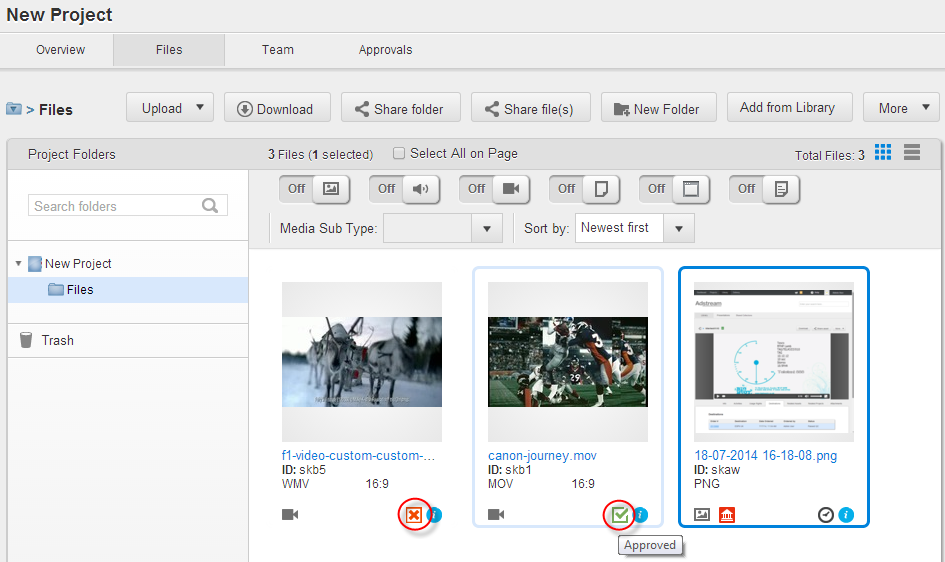 New Project
Overview Files Team Approvals
> Files Upload Download Share folder Share file(s) New Folder Add from Library More
Project Folders 3 Files (1 selected) Select All on Page Total Files: 3
Off Off Off Off Off Off
Search folders
Media Sub Type: Sort by: Newest first
New Project
Files
Trash
Adstream
f1-video-custom-custom-... canon-journey.mov 18-07-2014 16-18-08.png
ID: skb5 ID: skb1 ID: skaw
WMV 16:9 MOV 16:9 PNG
Approved